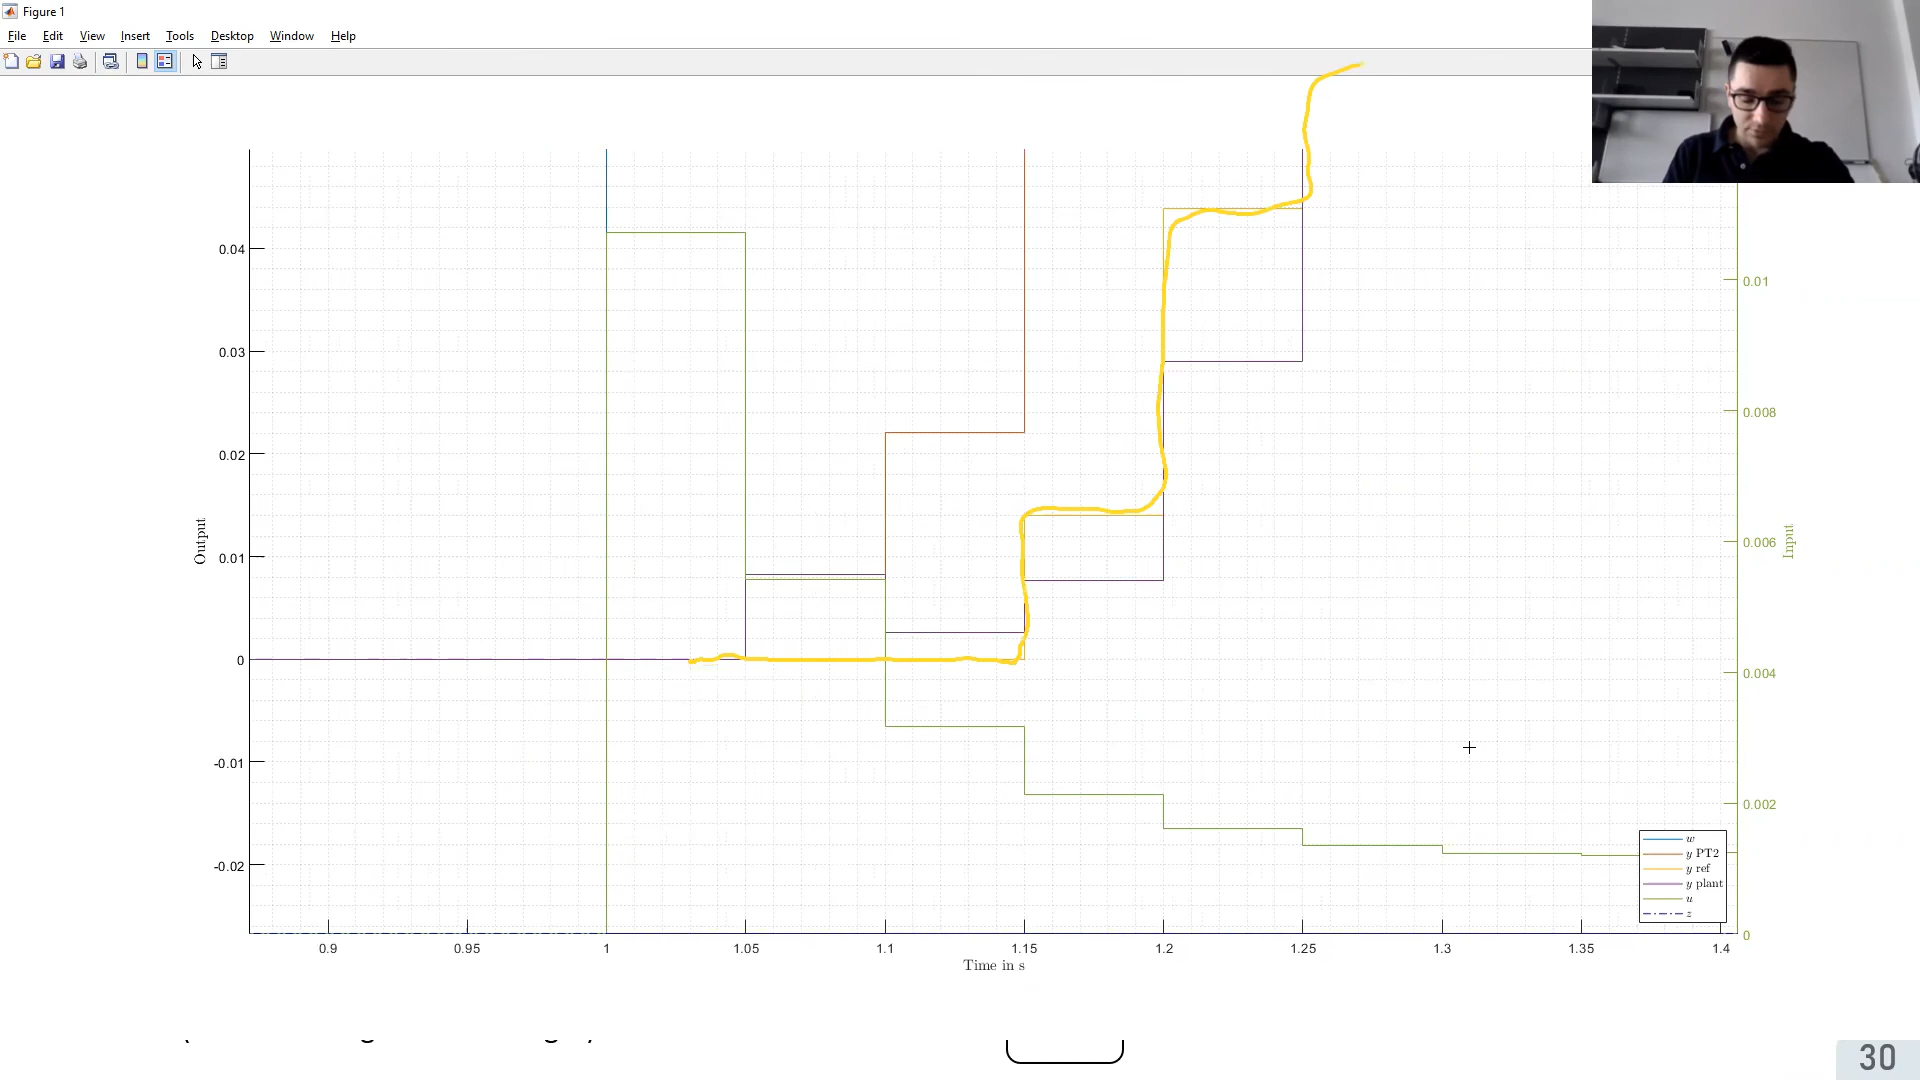 Figure 1
File Edit View Insert Tools Desktop Window Help
0.04
0.03
0.02
0.01
0
-0.01
-0.02
Output
0.01
0.008
0.006
0.004
0.002
0
Input
w
y PT2
y ref
y plant
u
z
0.9 0.95 1 1.05 1.1 1.15 1.2 1.25 1.3 1.35 1.4
Time in s
30